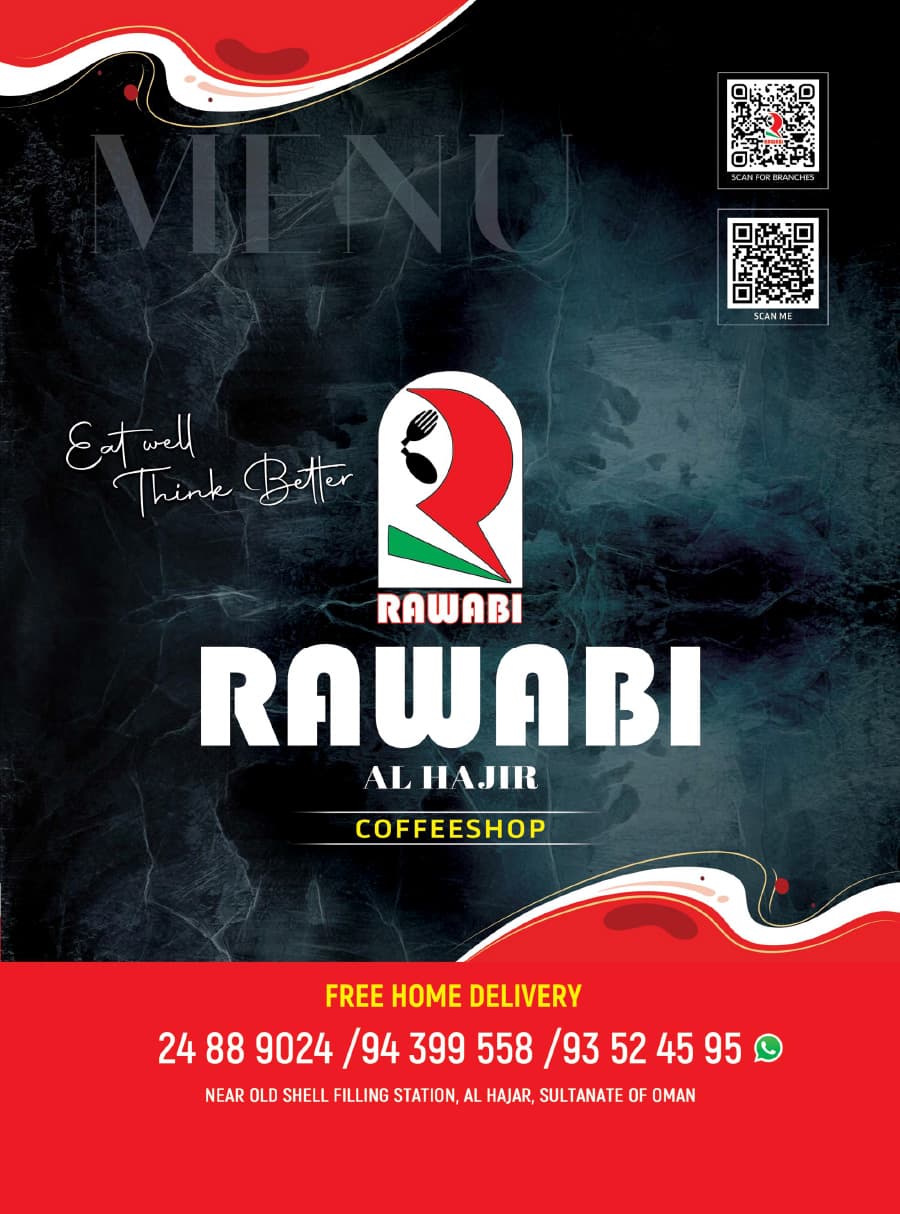 MENU
RAWABI
SCAN FOR BRANCHES
SCAN ME
Eat well
Think Better
RAWABI
RAWABI
AL HAJIR
COFFEESHOP
FREE HOME DELIVERY
24 88 9024 /94 399 558 /93 52 45 95
NEAR OLD SHELL FILLING STATION, AL HAJAR, SULTANATE OF OMAN